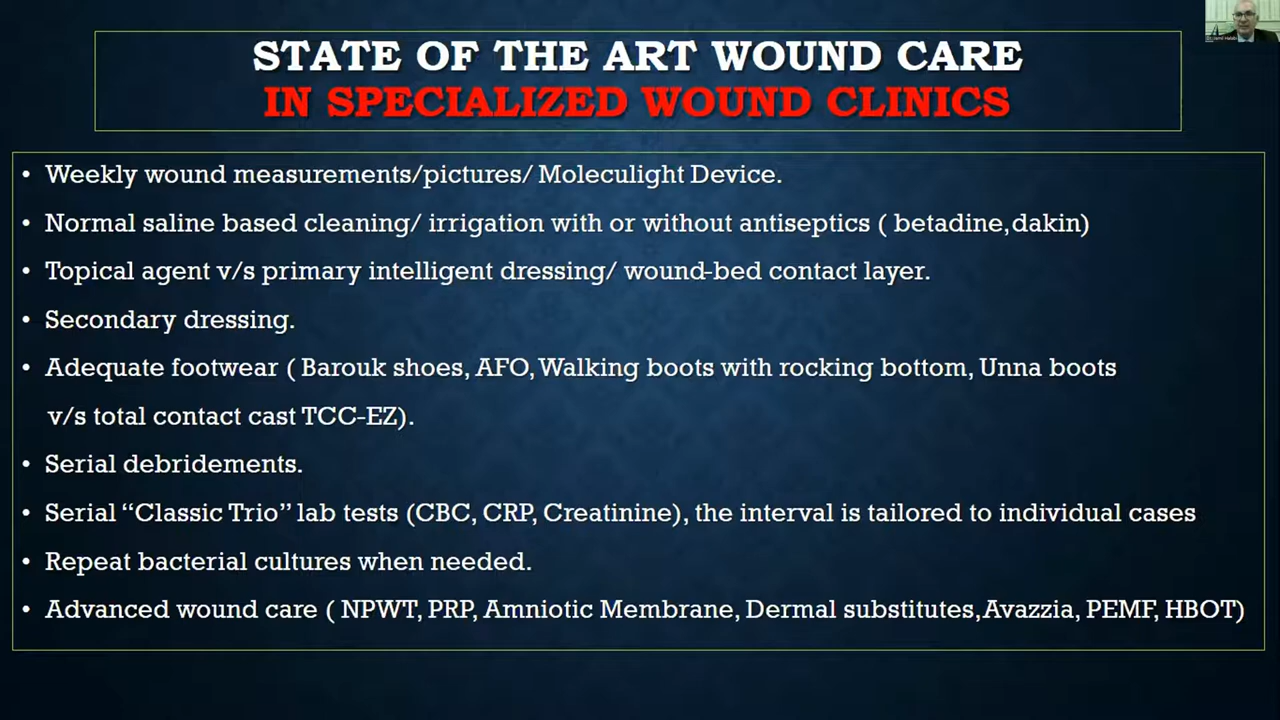 STATE OF THE ART WOUND CARE
IN SPECIALIZED WOUND CLINICS
• Weekly wound measurements/pictures/ Moleculight Device.
• Normal saline based cleaning/ irrigation with or without antiseptics ( betadine,dakin)
• Topical agent v/s primary intelligent dressing/ wound-bed contact layer.
• Secondary dressing.
• Adequate footwear ( Barouk shoes, AFO, Walking boots with rocking bottom, Unna boots
v/s total contact cast TCC-EZ).
• Serial debridements.
• Serial “Classic Trio” lab tests (CBC, CRP, Creatinine), the interval is tailored to individual cases
• Repeat bacterial cultures when needed.
• Advanced wound care ( NPWT, PRP, Amniotic Membrane, Dermal substitutes, Avazzia, PEMF, HBOT)